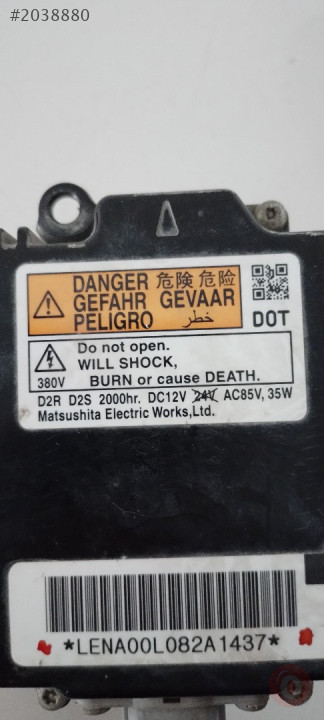 #2038880
DANGER 危険 危险
GEFAHR GEVAAR
PELIGRO خطر
DOT
Do not open.
WILL SHOCK,
380V BURN or cause DEATH.
D2R D2S 2000hr. DC12V 24V AC85V, 35W
Matsushita Electric Works,Ltd.
*LENA00L082A1437*